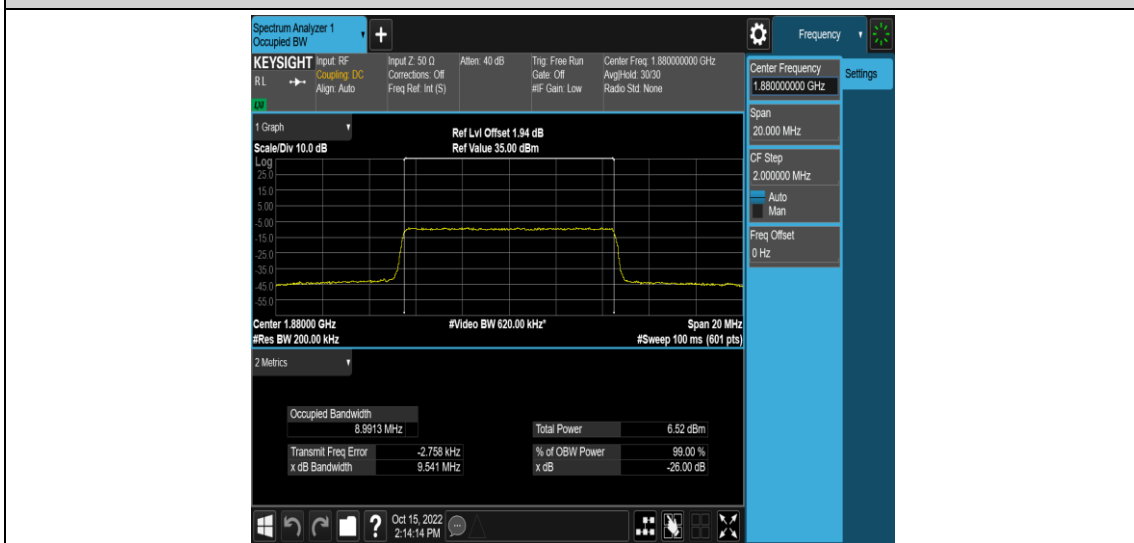 Spectrum Analyzer 1
Occupied BW
Frequency
KEYSIGHT
RL
LXI
Input: RF
Coupling: DC
Align: Auto
Input Z: 50 Ω
Corrections: Off
Freq Ref: Int (S)
Atten: 40 dB
Trig: Free Run
Gate: Off
#IF Gain: Low
Center Freq: 1.880000000 GHz
Avg|Hold: 30/30
Radio Std: None
Center Frequency
1.880000000 GHz
Settings
Span
20.000 MHz
CF Step
2.000000 MHz
Auto
Man
Freq Offset
0 Hz
1 Graph
Ref Lvl Offset 1.94 dB
Scale/Div 10.0 dB
Ref Value 35.00 dBm
Log
25.0
15.0
5.00
-5.00
-15.0
-25.0
-35.0
-45.0
-55.0
Center 1.88000 GHz
#Video BW 620.00 kHz*
Span 20 MHz
#Res BW 200.00 kHz
#Sweep 100 ms (601 pts)
2 Metrics
Occupied Bandwidth
8.9913 MHz
Total Power 6.52 dBm
Transmit Freq Error -2.758 kHz
% of OBW Power 99.00 %
x dB Bandwidth 9.541 MHz
x dB -26.00 dB
?
Oct 15, 2022
2:14:14 PM